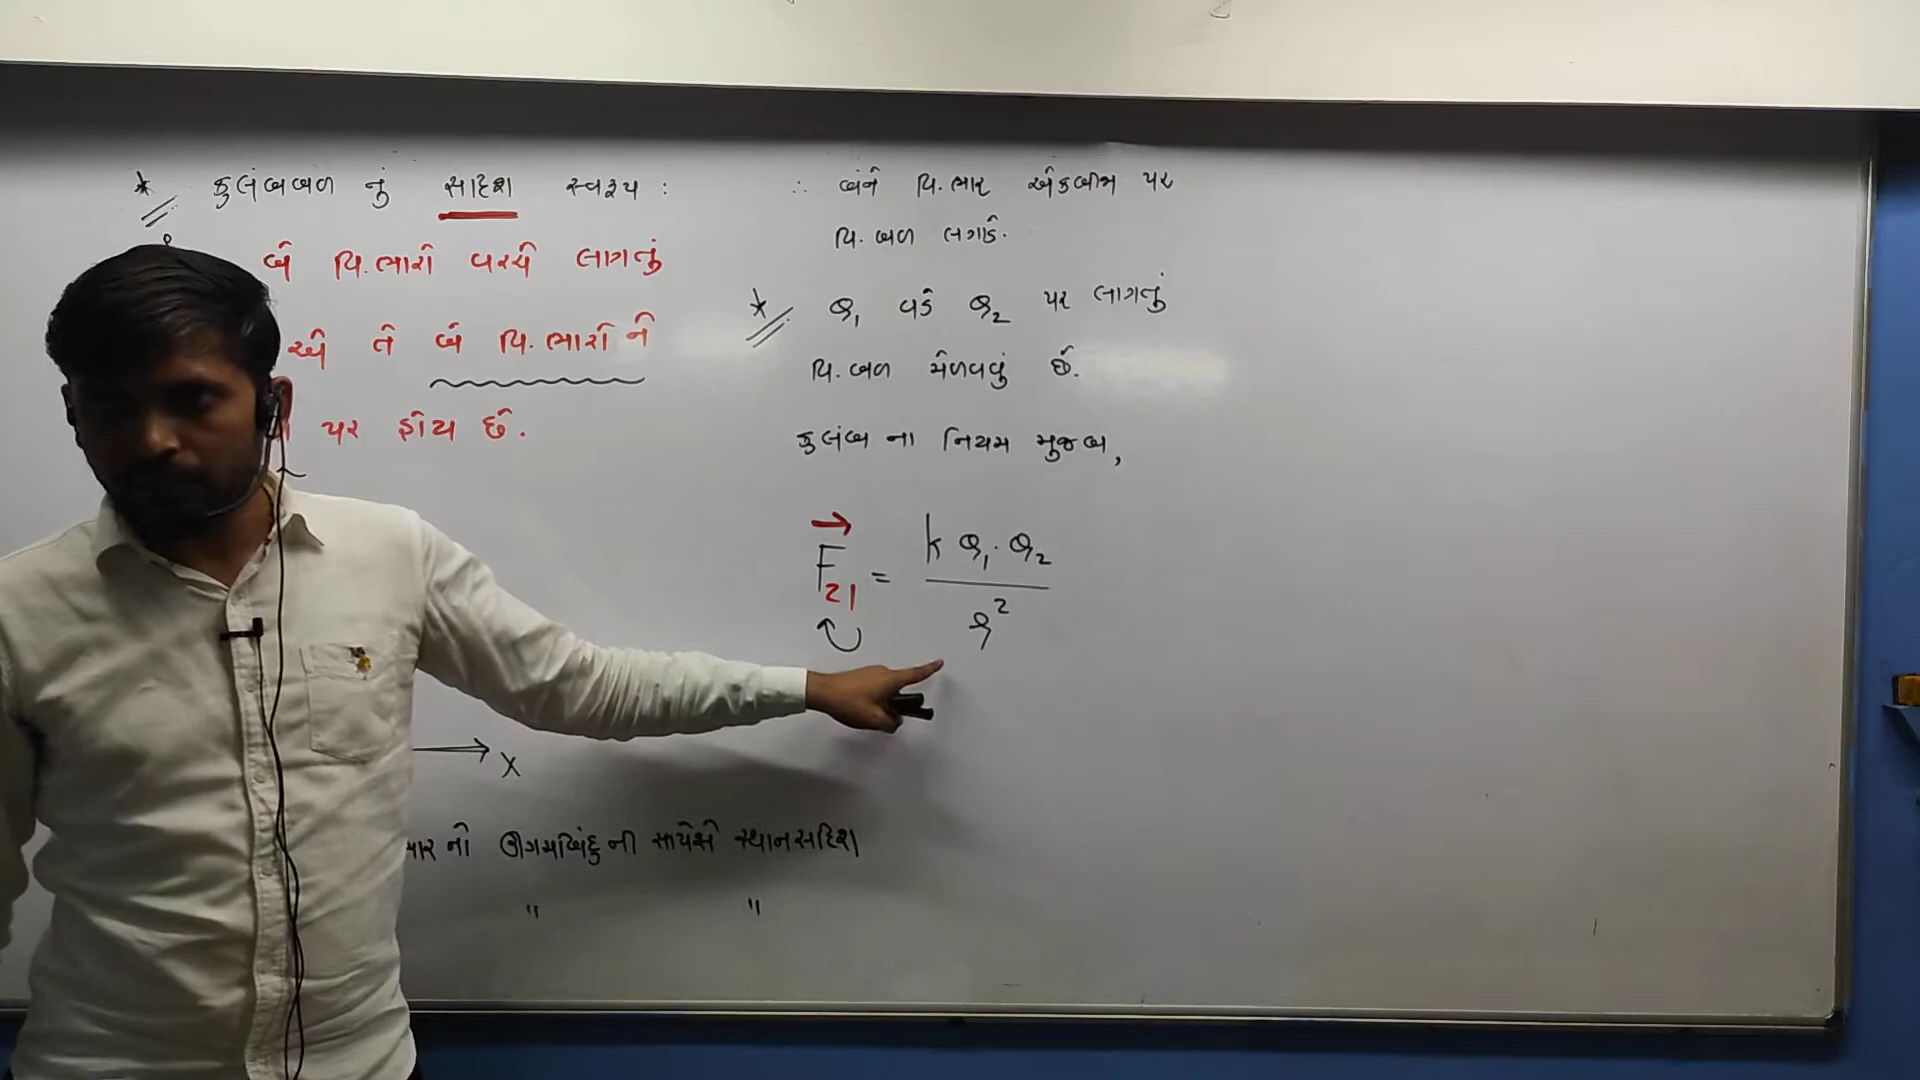 * કુલંબબળ નું સદિશ સ્વરૂપ :
બે વિ.ભારો વચ્ચે લાગતું
એ તે બે વિ.ભારો ને
પર હોય છે.
X
ભાર નો ઊગમબિંદુ ની સાપેક્ષે સ્થાનસદિશ
" "
∴ બંને વિ.ભાર એકબીજા પર
વિ.બળ લગાડે.
* q₁ વડે q₂ પર લાગતું
વિ.બળ મેળવવું છે.
કુલંબ ના નિયમ મુજબ,
F⃗₂₁ = k q₁·q₂ / r²